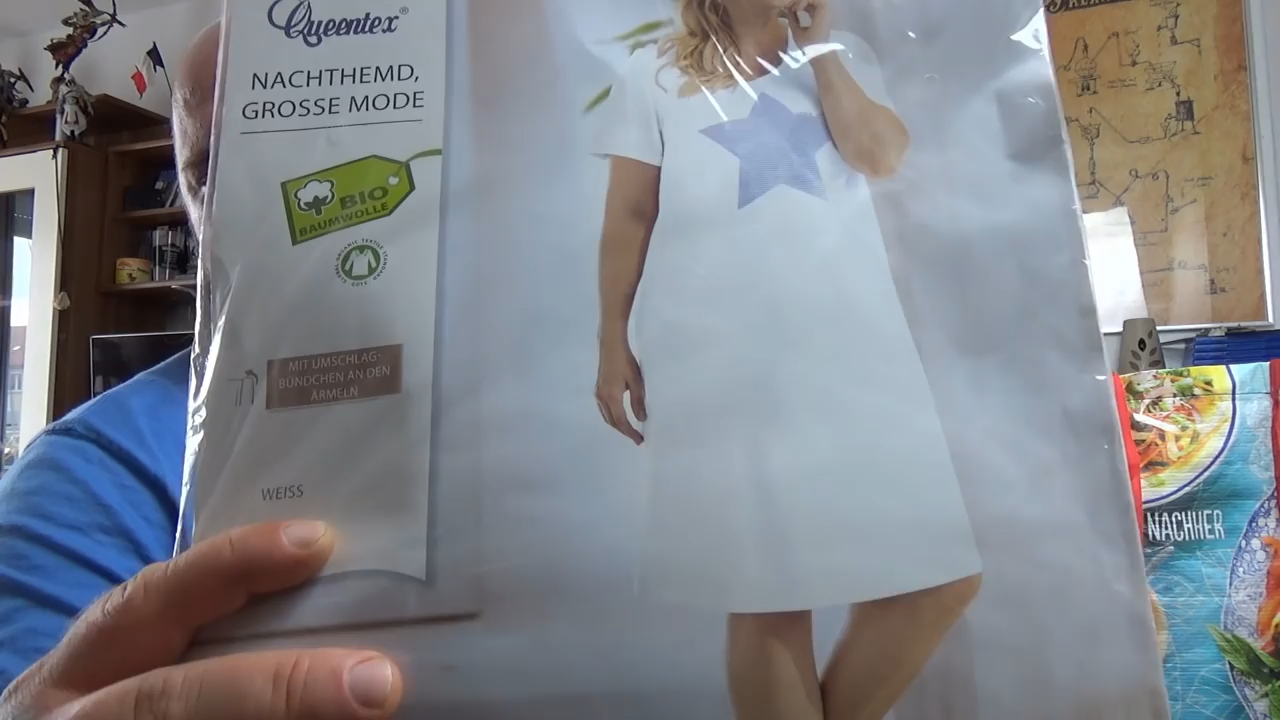 Queentex®
NACHTHEMD,
GROSSE MODE
BIO
BAUMWOLLE
MIT UMSCHLAG-
BÜNDCHEN AN DEN
ÄRMELN
WEISS
NACHHER